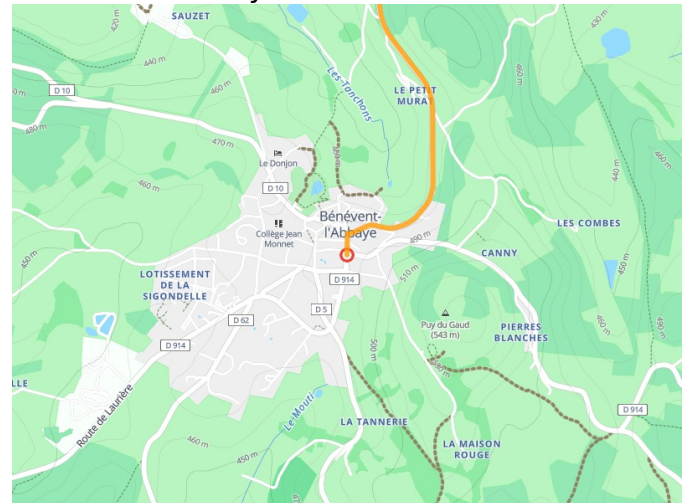 SAUZET
420 m
430 m
440 m
460 m
D 10
Les Tanchons
LE PETIT
MURAT
480 m
470 m
460 m
Le Donjon
D 10
440 m
460 m
Bénévent-
l'Abbaye
Collège Jean
Monnet
490 m
LES COMBES
450 m
CANNY
LOTISSEMENT
DE LA
SIGONDELLE
510 m
D 914
450 m
D 5
D 62
Puy du Gaud
(543 m)
PIERRES
BLANCHES
460 m
490 m
D 914
500 m
Route de Laurière
Le Mouti
D 914
LA TANNERIE
LA MAISON
ROUGE
460 m
450 m